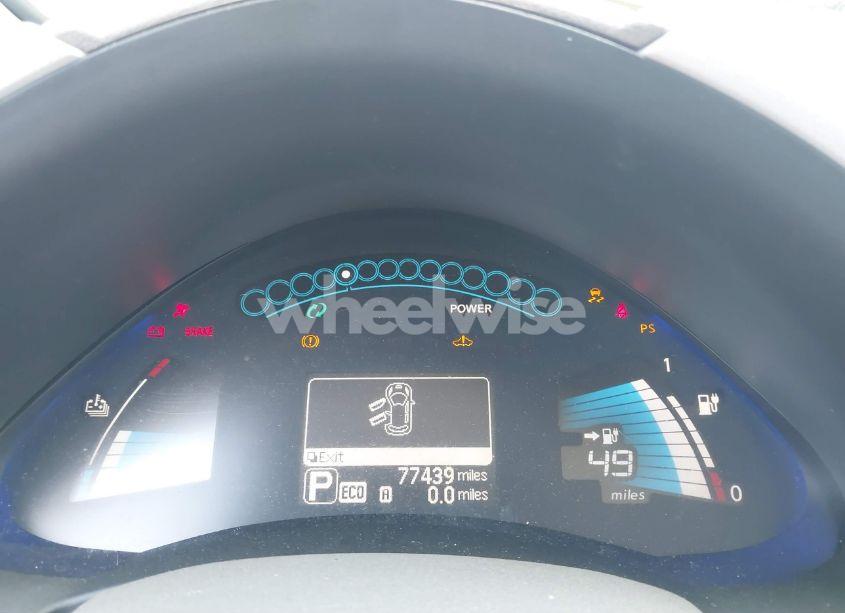 wheelwise
POWER
BRAKE
PS
Exit
1
77439 miles
P ECO A 0.0 miles
49
miles
0